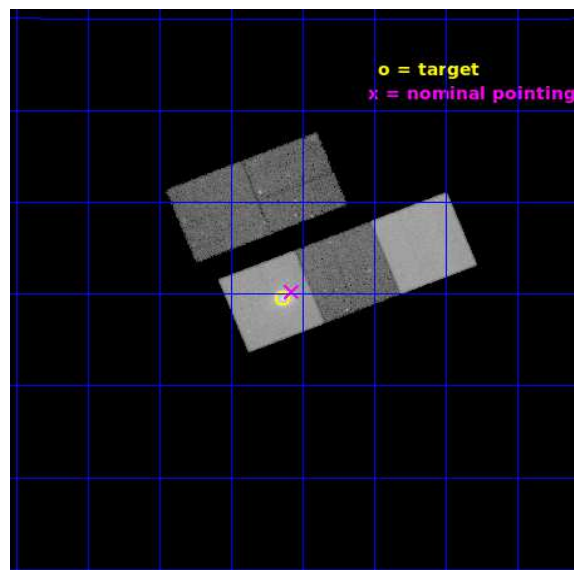 o = target
x = nominal pointing